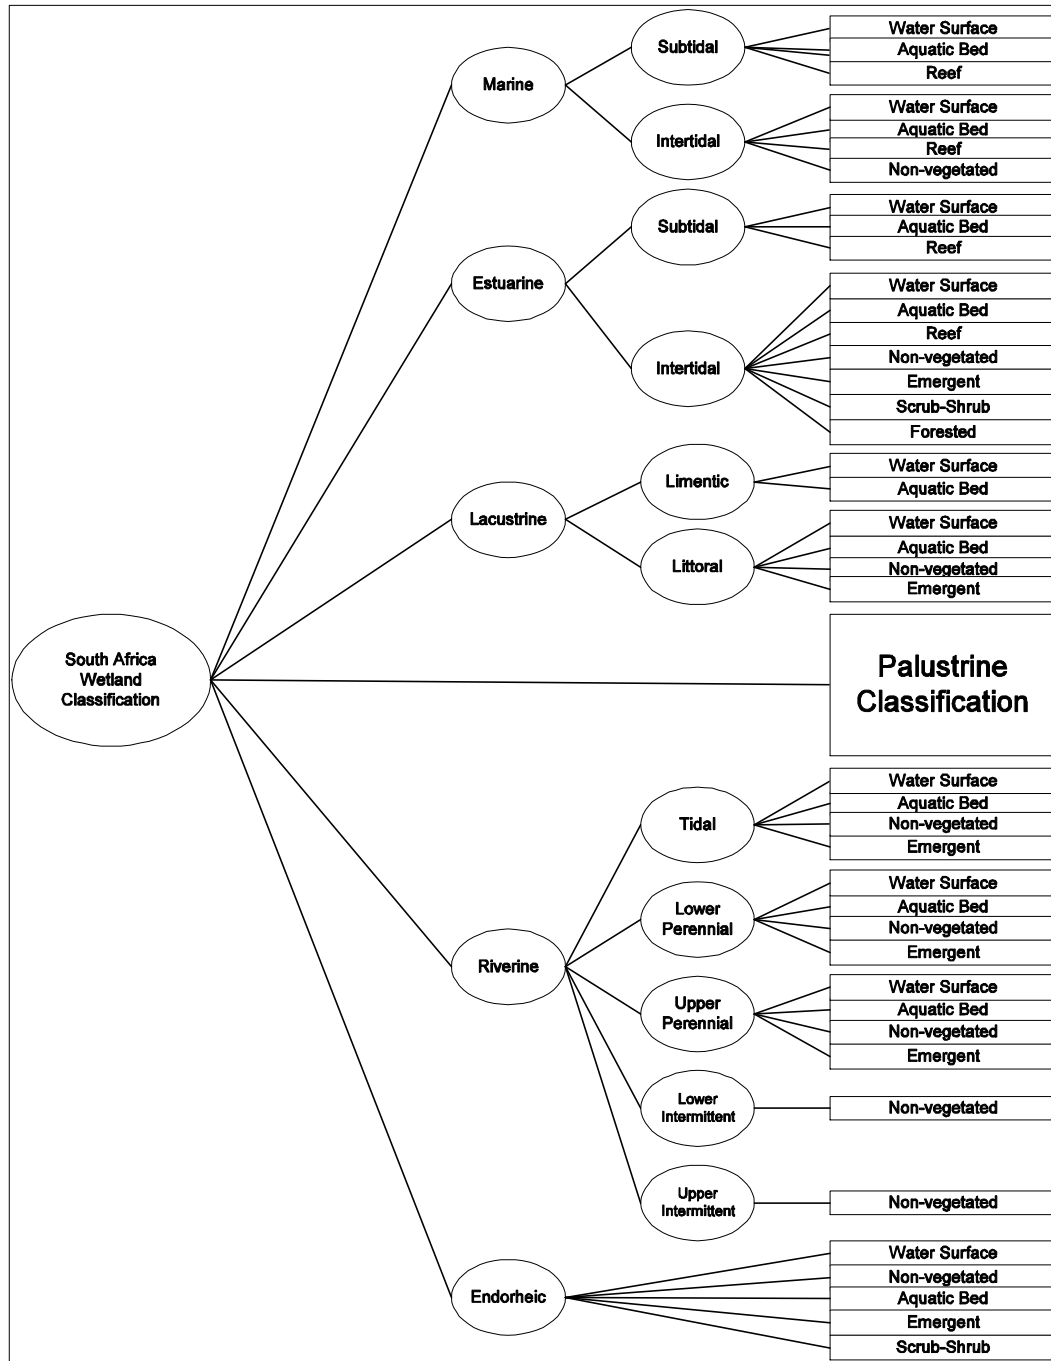 South Africa
Wetland
Classification
Marine
Subtidal
Water Surface
Aquatic Bed
Reef
Intertidal
Water Surface
Aquatic Bed
Reef
Non-vegetated
Estuarine
Subtidal
Water Surface
Aquatic Bed
Reef
Intertidal
Water Surface
Aquatic Bed
Reef
Non-vegetated
Emergent
Scrub-Shrub
Forested
Lacustrine
Limentic
Water Surface
Aquatic Bed
Littoral
Water Surface
Aquatic Bed
Non-vegetated
Emergent
Palustrine
Classification
Riverine
Tidal
Water Surface
Aquatic Bed
Non-vegetated
Emergent
Lower
Perennial
Water Surface
Aquatic Bed
Non-vegetated
Emergent
Upper
Perennial
Water Surface
Aquatic Bed
Non-vegetated
Emergent
Lower
Intermittent
Non-vegetated
Upper
Intermittent
Non-vegetated
Endorheic
Water Surface
Non-vegetated
Aquatic Bed
Emergent
Scrub-Shrub